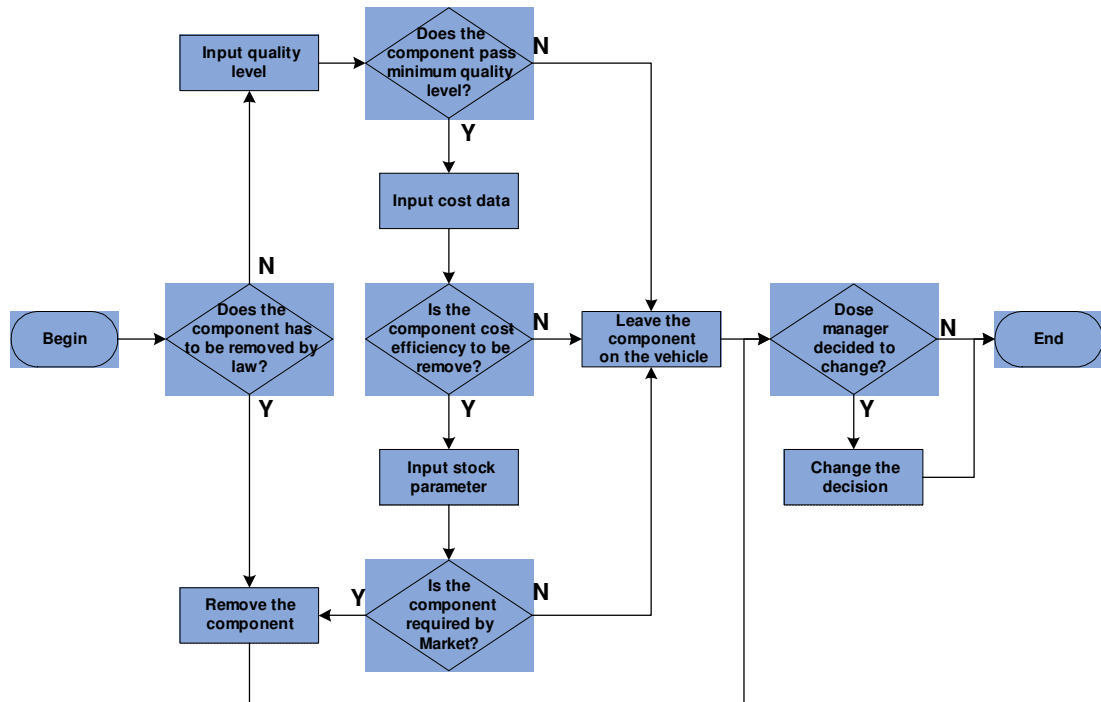 Input quality
level
Does the
component pass
minimum quality
level?
N
Y
Input cost data
N
Begin
Does the
component has
to be removed by
law?
Y
Is the
component cost
efficiency to be
remove?
N
Y
Leave the
component
on the vehicle
Dose
manager
decided to
change?
N
End
Y
Change the
decision
Input stock
parameter
Remove the
component
Y
Is the
component
required by
Market?
N